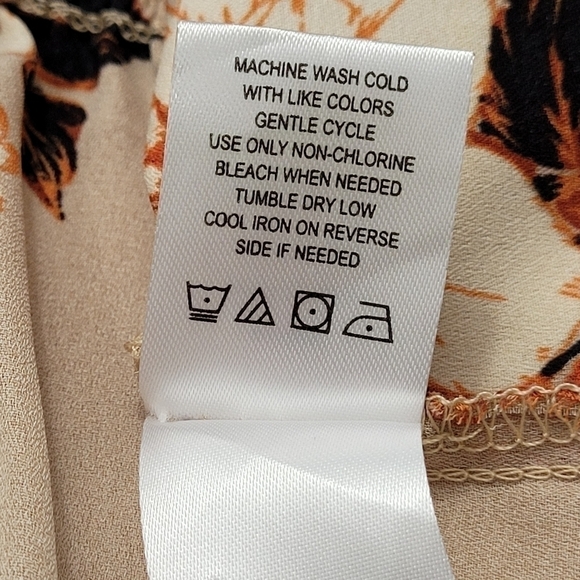 MACHINE WASH COLD
WITH LIKE COLORS
GENTLE CYCLE
USE ONLY NON-CHLORINE
BLEACH WHEN NEEDED
TUMBLE DRY LOW
COOL IRON ON REVERSE
SIDE IF NEEDED